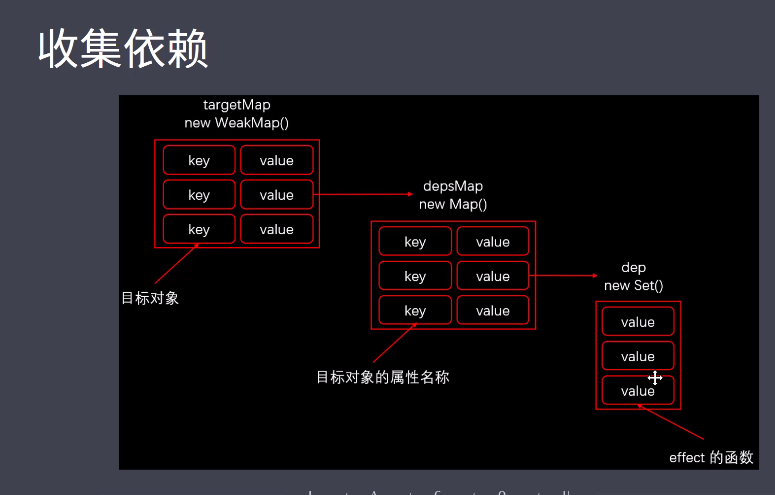 收集依赖
targetMap
new WeakMap()
key value
key value
key value
目标对象
depsMap
new Map()
key value
key value
key value
目标对象的属性名称
dep
new Set()
value
value
value
effect 的函数